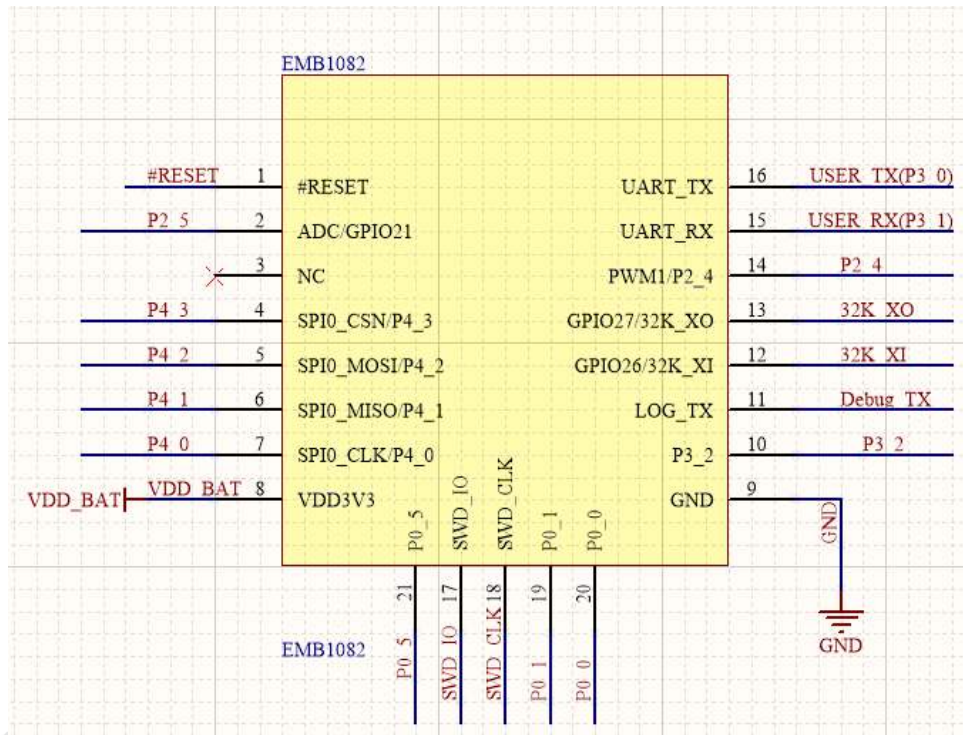 EMB1082
#RESET 1 #RESET UART_TX 16 USER_TX(P3_0)
P2_5 2 ADC/GPIO21 UART_RX 15 USER_RX(P3_1)
3 NC PWM1/P2_4 14 P2_4
P4_3 4 SPI0_CSN/P4_3 GPIO27/32K_XO 13 32K_XO
P4_2 5 SPI0_MOSI/P4_2 GPIO26/32K_XI 12 32K_XI
P4_1 6 SPI0_MISO/P4_1 LOG_TX 11 Debug_TX
P4_0 7 SPI0_CLK/P4_0 P3_2 10 P3_2
VDD_BAT VDD_BAT 8 VDD3V3 GND 9
P0_5 SWD_IO SWD_CLK P0_1 P0_0
GND
21 17 18 19 20
P0_5 SWD_IO SWD_CLK P0_1 P0_0
GND
EMB1082